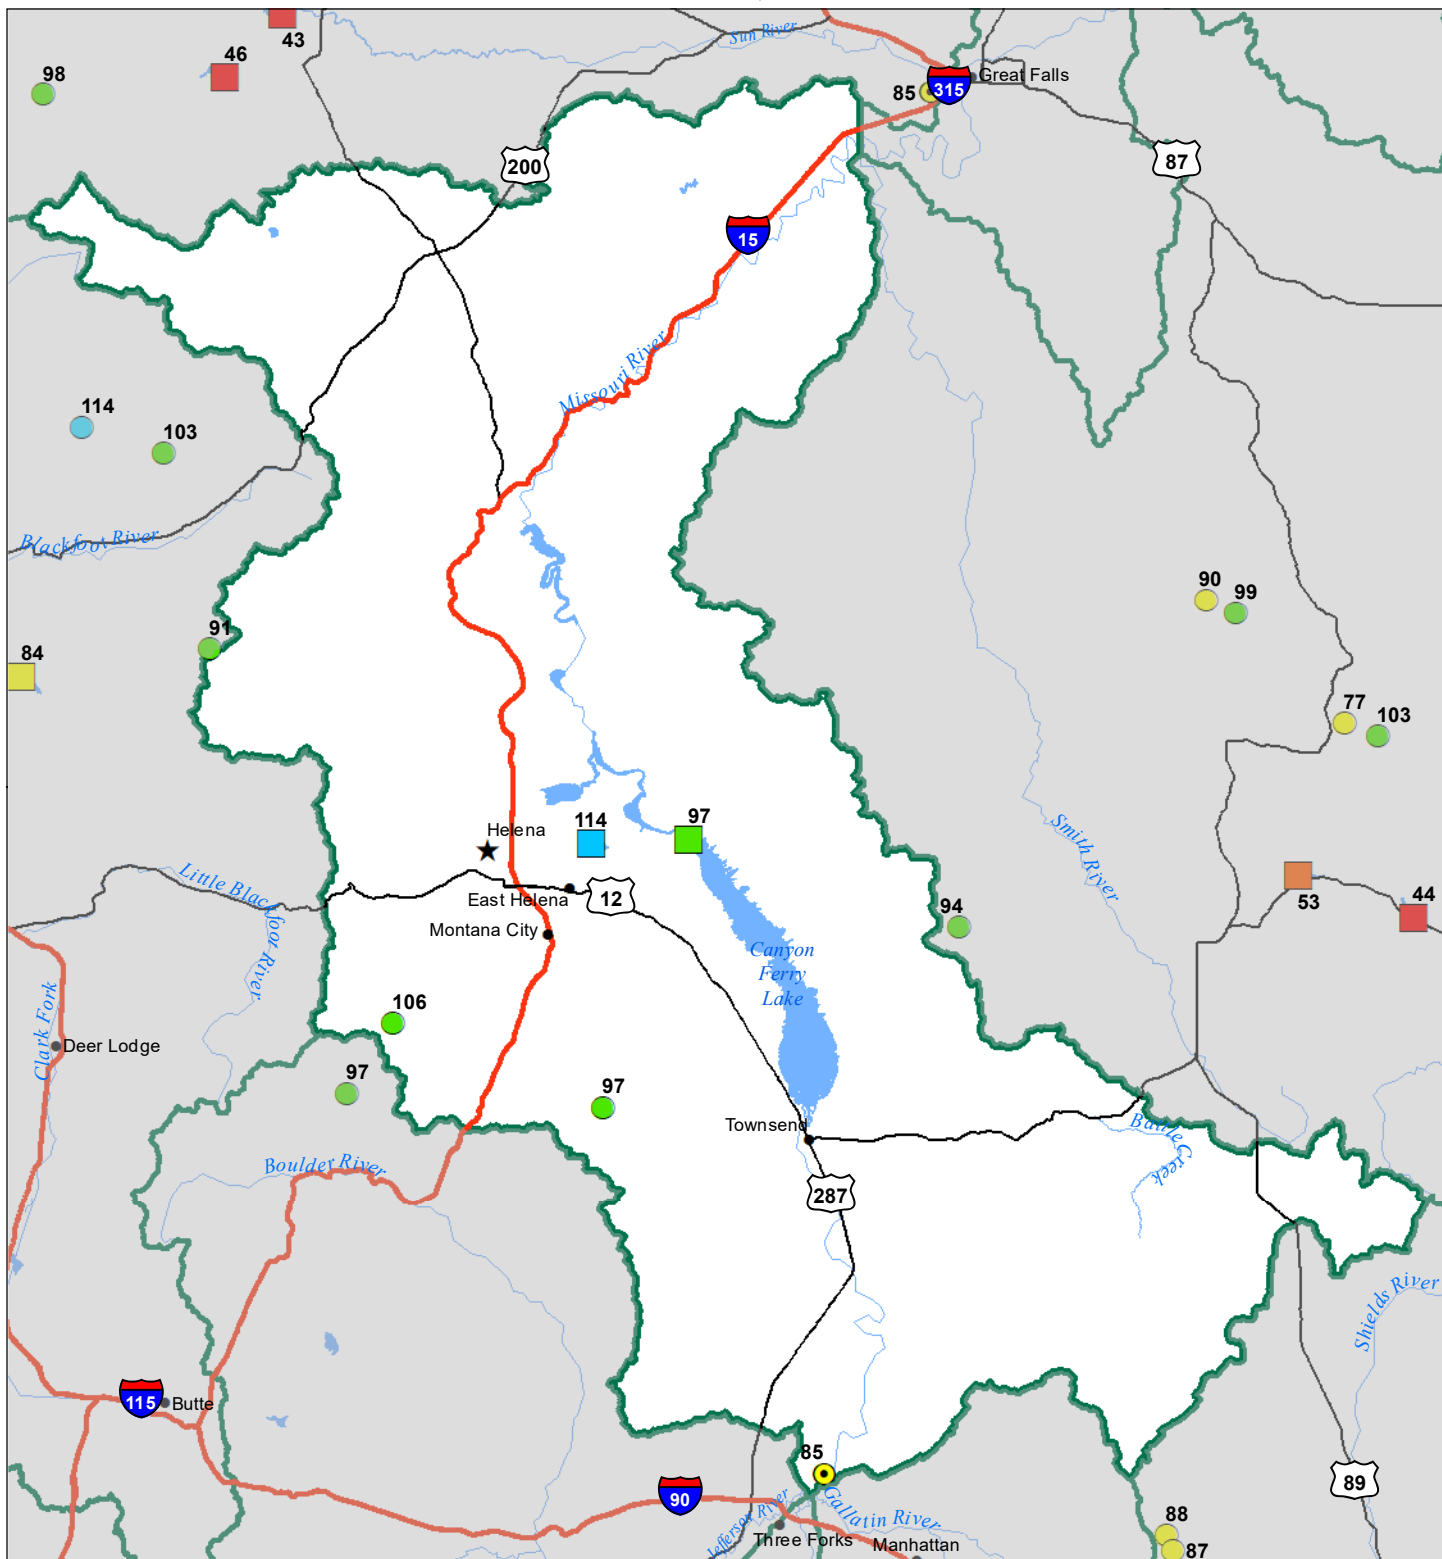 43
46
98
Sun River
Great Falls
85
315
200
87
15
Missouri River
114
103
Blackfoot River
90
99
91
84
77
103
Helena
114
97
Smith River
Little Blackfoot River
East Helena
12
53
44
Montana City
94
Canyon
Ferry
Lake
106
Clark Fork
Deer Lodge
97
97
Townsend
Battle Creek
Boulder River
287
Shields River
115
Butte
85
90
89
Jefferson River
Gallatin River
88
Three Forks
Manhattan
87